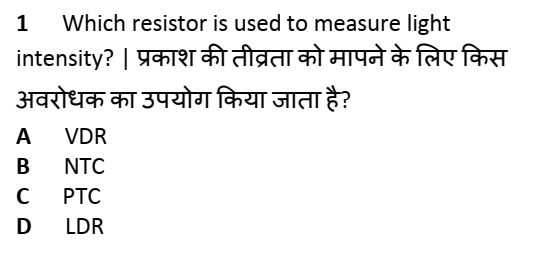 1 Which resistor is used to measure light
intensity? | प्रकाश की तीव्रता को मापने के लिए किस
अवरोधक का उपयोग किया जाता है?
A VDR
B NTC
C PTC
D LDR